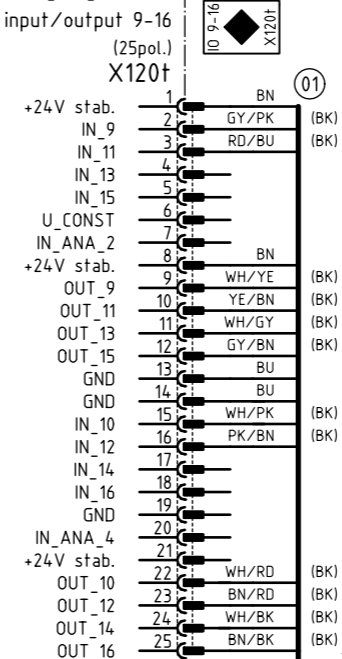 input/output 9-16
(25pol.)
X120t
IO 9-16
X120t
01
+24V stab. 1 BN
IN_9 2 GY/PK (BK)
IN_11 3 RD/BU (BK)
IN_13 4
IN_15 5
U_CONST 6
IN_ANA_2 7
+24V stab. 8 BN
OUT_9 9 WH/YE (BK)
OUT_11 10 YE/BN (BK)
OUT_13 11 WH/GY (BK)
OUT_15 12 GY/BN (BK)
GND 13 BU
GND 14 BU
IN_10 15 WH/PK (BK)
IN_12 16 PK/BN (BK)
IN_14 17
IN_16 18
GND 19
IN_ANA_4 20
+24V stab. 21
OUT_10 22 WH/RD (BK)
OUT_12 23 BN/RD (BK)
OUT_14 24 WH/BK (BK)
OUT_16 25 BN/BK (BK)